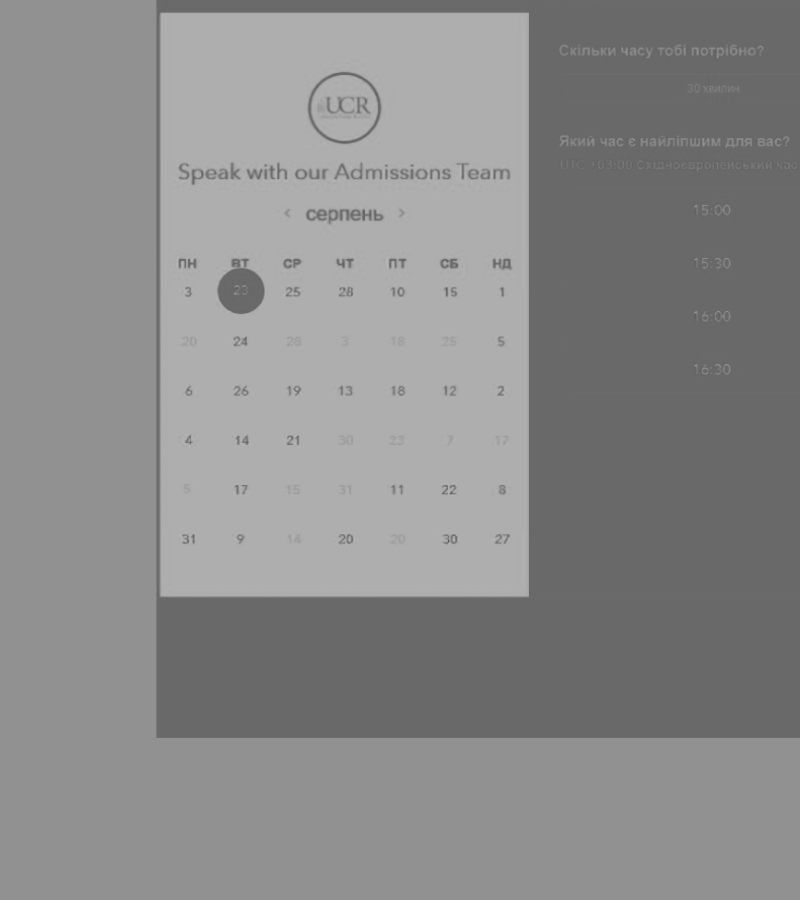 UCR
Speak with our Admissions Team
‹ серпень ›
ПН ВТ СР ЧТ ПТ СБ НД
3 23 25 28 10 15 1
20 24 28 3 18 25 5
6 26 19 13 18 12 2
4 14 21 30 23 7 17
5 17 15 31 11 22 8
31 9 14 20 20 30 27
Скільки часу тобі потрібно?
30 хвилин
Який час є найліпшим для вас?
UTC +03:00 Східноєвропейський час
15:00
15:30
16:00
16:30